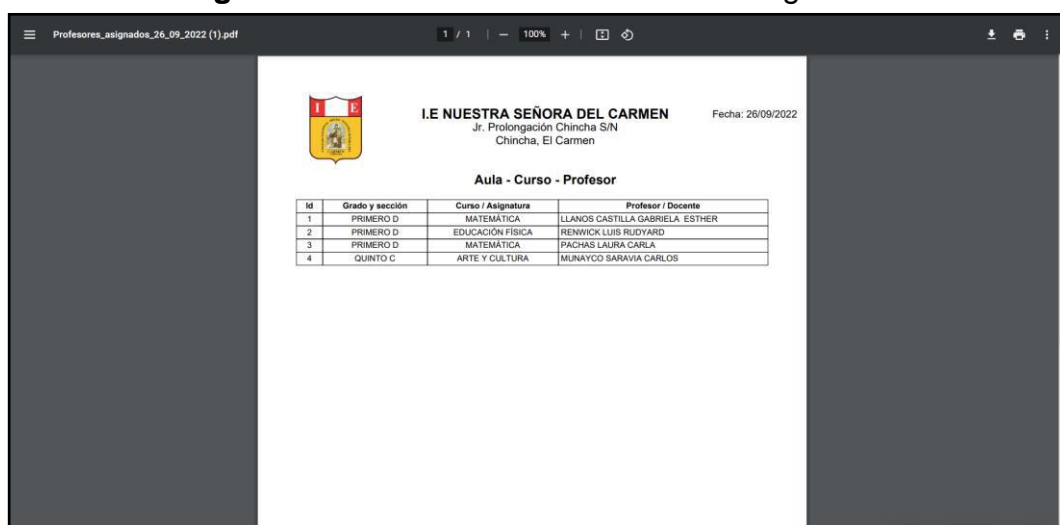 Profesores_asignados_26_09_2022 (1).pdf 1 / 1 | − 100% + |
I E
I.E NUESTRA SEÑORA DEL CARMEN Fecha: 26/09/2022
Jr. Prolongación Chincha S/N
Chincha, El Carmen
Aula - Curso - Profesor
Id Grado y sección Curso / Asignatura Profesor / Docente
1 PRIMERO D MATEMÁTICA LLANOS CASTILLA GABRIELA ESTHER
2 PRIMERO D EDUCACIÓN FÍSICA RENWICK LUIS RUDYARD
3 PRIMERO D MATEMÁTICA PACHAS LAURA CARLA
4 QUINTO C ARTE Y CULTURA MUNAYCO SARAVIA CARLOS